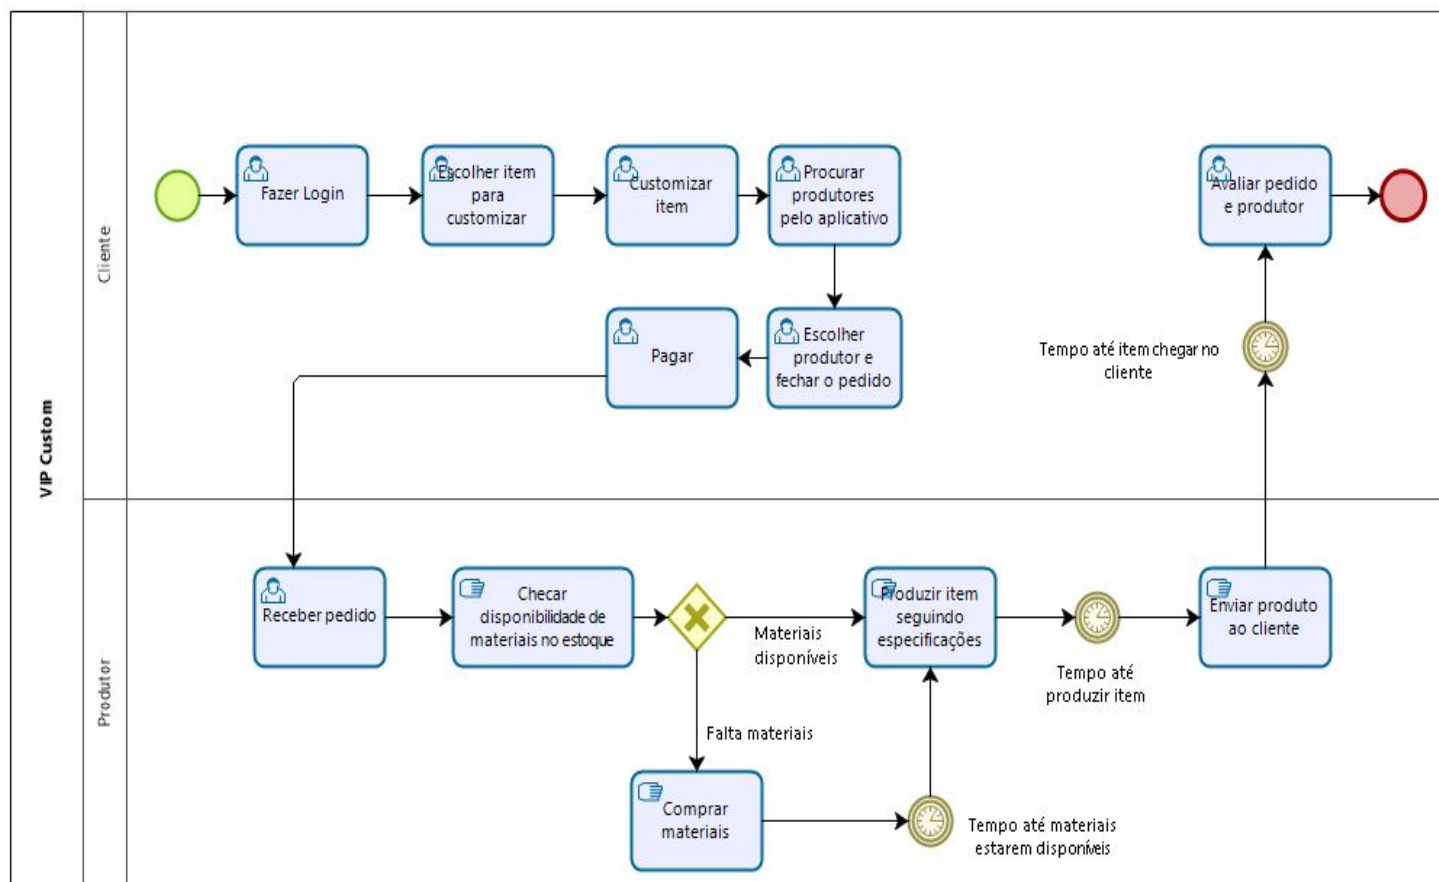 VIP Custom
Cliente
Fazer Login
Escolher item
para
customizar
Customizar
item
Procurar
produtores
pelo aplicativo
Avaliar pedido
e produtor
Pagar
Escolher
produtor e
fechar o pedido
Tempo até item chegar no
cliente
Produtor
Receber pedido
Checar
disponibilidade de
materiais no estoque
Materiais
disponíveis
Produzir item
seguindo
especificações
Tempo até
produzir item
Enviar produto
ao cliente
Falta materiais
Comprar
materiais
Tempo até materiais
estarem disponíveis